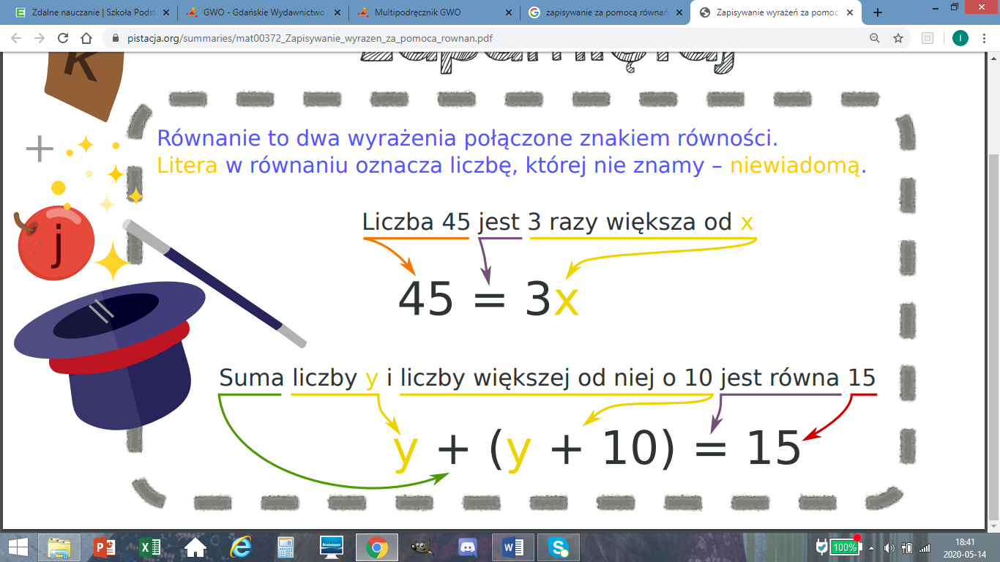 Zdalne nauczanie | Szkoła Podst
GWO - Gdańskie Wydawnictwo
Multipodręcznik GWO
zapisywanie za pomocą równań
Zapisywanie wyrażeń za pomoc
pistacja.org/summaries/mat00372_Zapisywanie_wyrazen_za_pomoca_rownan.pdf
I
K
Zapamiętaj
Równanie to dwa wyrażenia połączone znakiem równości.
Litera w równaniu oznacza liczbę, której nie znamy – niewiadomą.
Liczba 45 jest 3 razy większa od x
j
45 = 3x
Suma liczby y i liczby większej od niej o 10 jest równa 15
y + (y + 10) = 15
lenovo
100%
18:41
2020-05-14